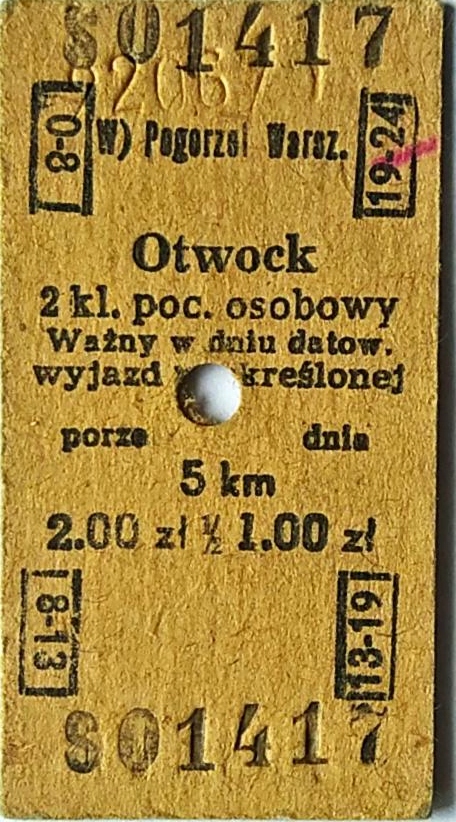 S01417
82067
0-8
W) Pogorzel Warsz.
19-24
Otwock
2 kl. poc. osobowy
Ważny w dniu datow.
wyjazd kreślonej
porze dnia
5 km
2.00 zł ½ 1.00 zł
8-13
13-19
S01417